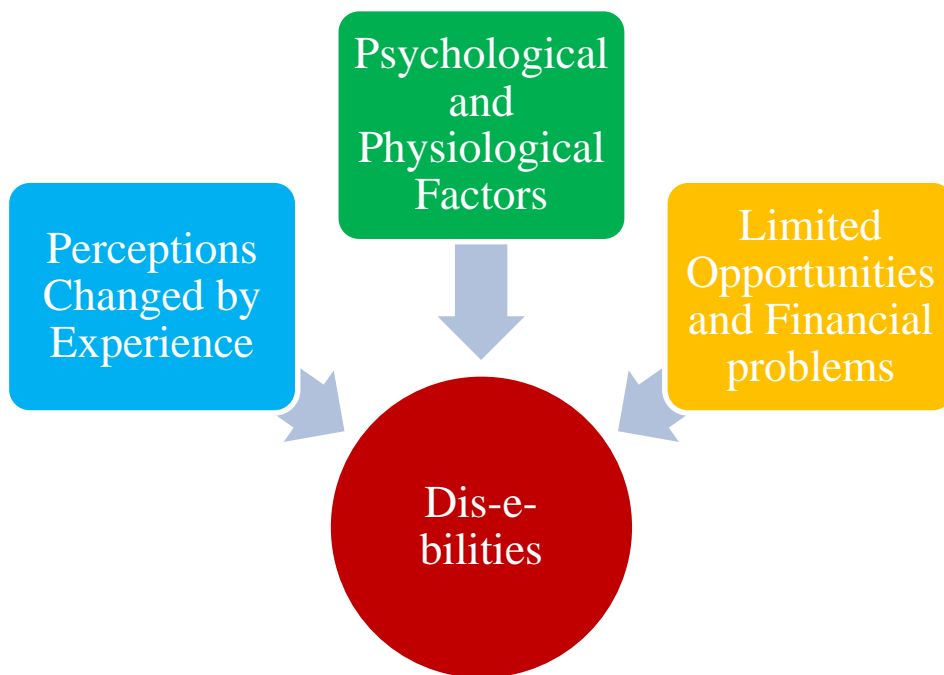 Psychological
and
Physiological
Factors
Perceptions
Changed by
Experience
Limited
Opportunities
and Financial
problems
Dis-e-
bilities